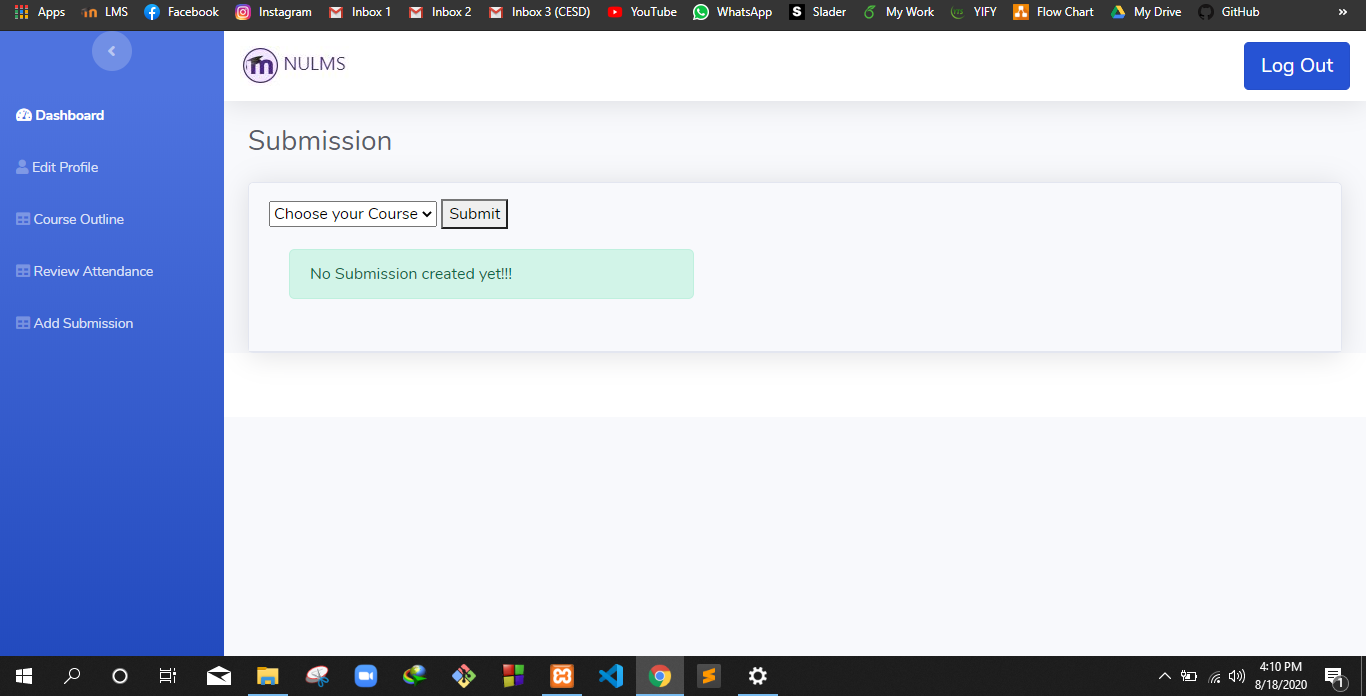 Apps LMS Facebook Instagram Inbox 1 Inbox 2 Inbox 3 (CESD) YouTube WhatsApp Slader My Work YIFY Flow Chart My Drive GitHub »
NULMS
Log Out
Dashboard
Edit Profile
Course Outline
Review Attendance
Add Submission
Submission
Choose your Course Submit
No Submission created yet!!!
4:10 PM
8/18/2020
1